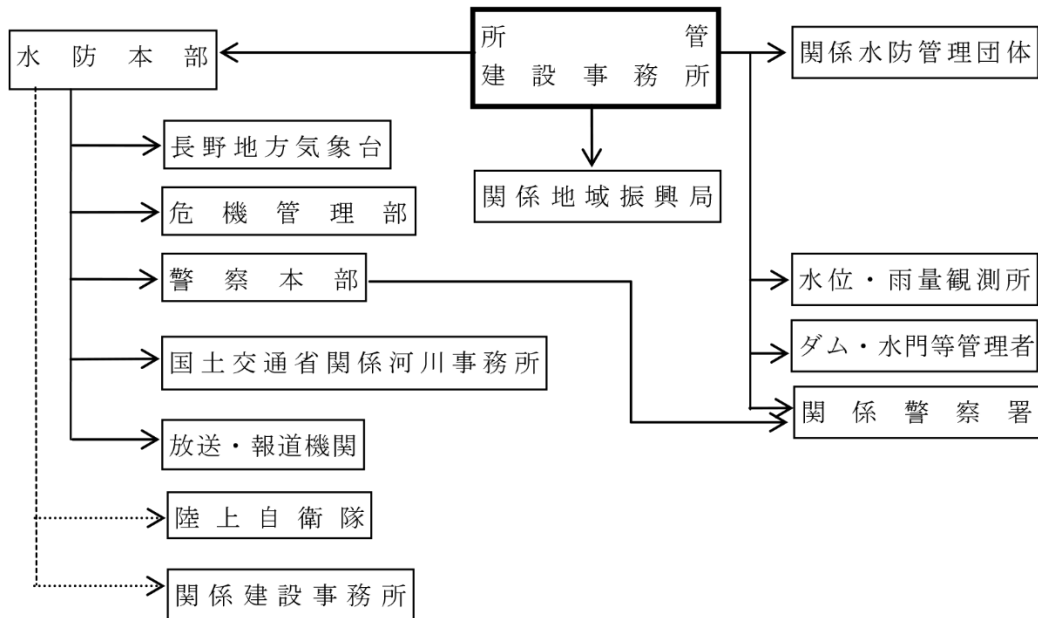 水防本部
所管
建設事務所
関係水防管理団体
長野地方気象台
関係地域振興局
危機管理部
警察本部
水位・雨量観測所
国土交通省関係河川事務所
ダム・水門等管理者
関係警察署
放送・報道機関
陸上自衛隊
関係建設事務所